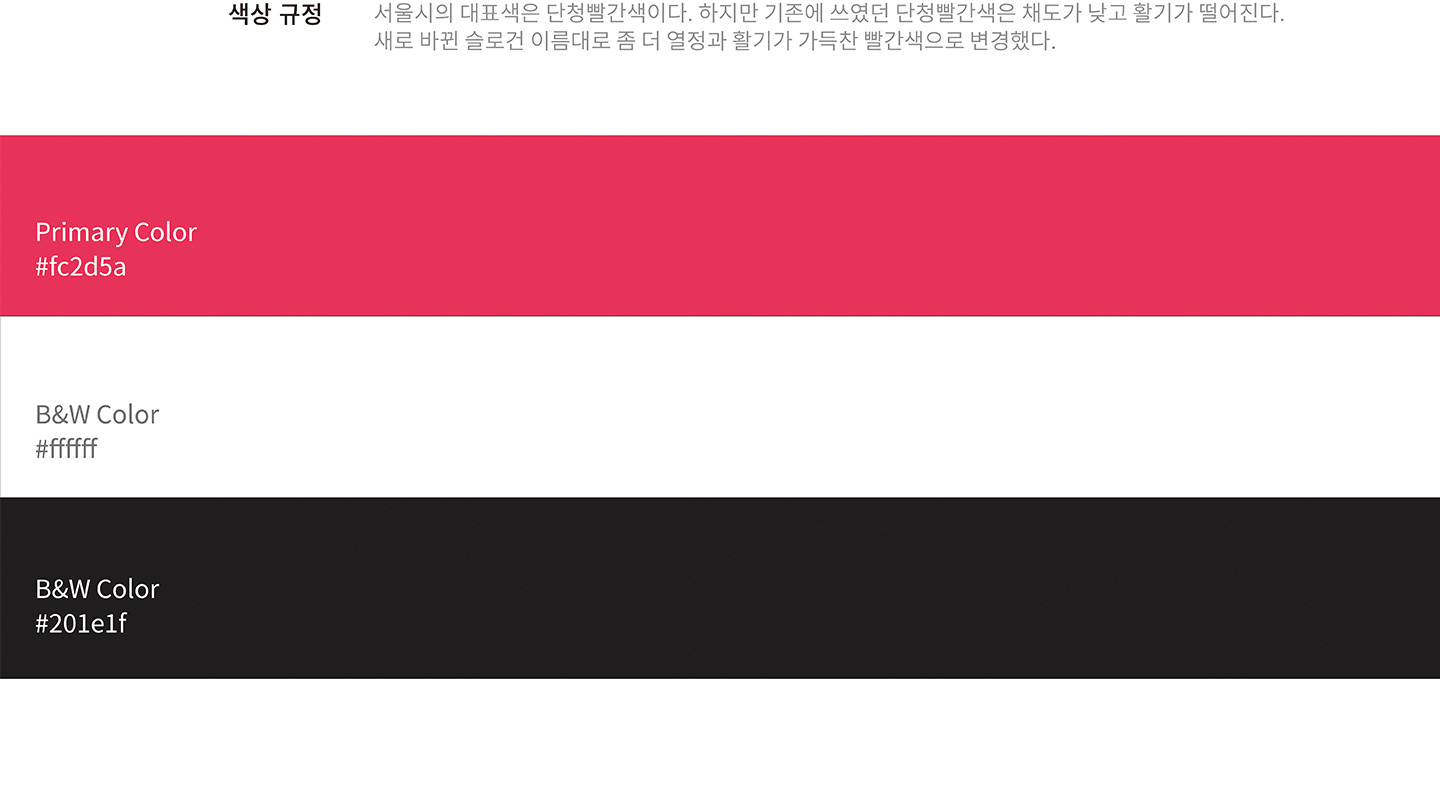 색상 규정
서울시의 대표색은 단청빨간색이다. 하지만 기존에 쓰였던 단청빨간색은 채도가 낮고 활기가 떨어진다.
새로 바뀐 슬로건 이름대로 좀 더 열정과 활기가 가득찬 빨간색으로 변경했다.
Primary Color
#fc2d5a
B&W Color
#ffffff
B&W Color
#201e1f